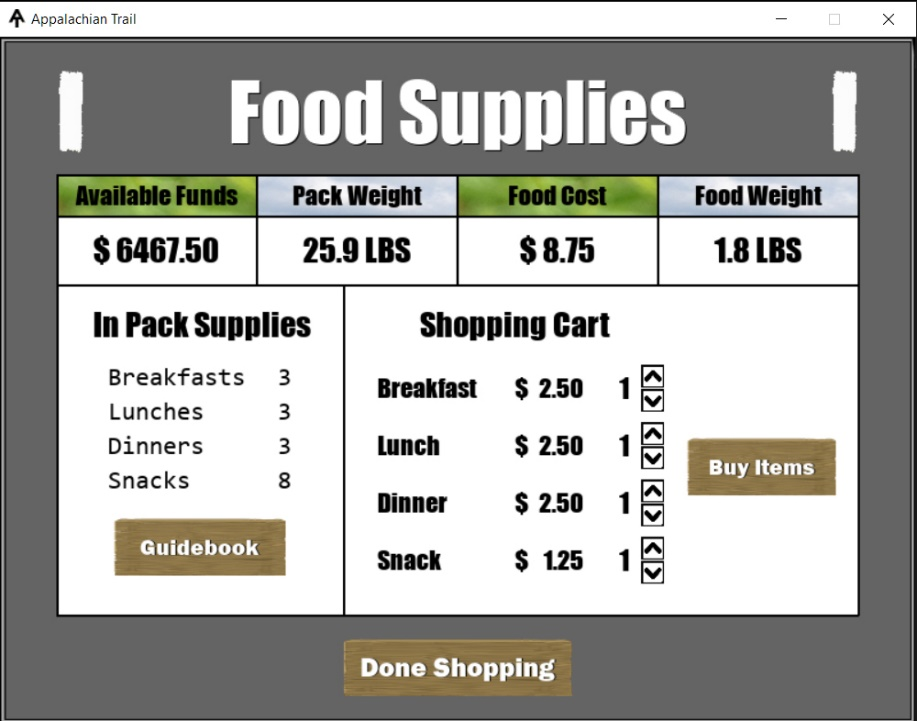 Appalachian Trail
Food Supplies
Available Funds Pack Weight Food Cost Food Weight
$ 6467.50 25.9 LBS $ 8.75 1.8 LBS
In Pack Supplies
Breakfasts 3
Lunches 3
Dinners 3
Snacks 8
Guidebook
Shopping Cart
Breakfast $ 2.50 1
Lunch $ 2.50 1
Dinner $ 2.50 1
Snack $ 1.25 1
Buy Items
Done Shopping